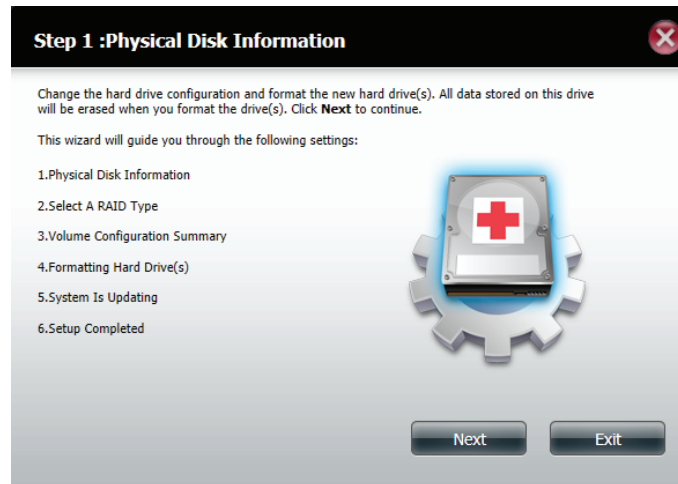 Step 1 :Physical Disk Information
Change the hard drive configuration and format the new hard drive(s). All data stored on this drive
will be erased when you format the drive(s). Click Next to continue.
This wizard will guide you through the following settings:
1.Physical Disk Information
2.Select A RAID Type
3.Volume Configuration Summary
4.Formatting Hard Drive(s)
5.System Is Updating
6.Setup Completed
Next
Exit